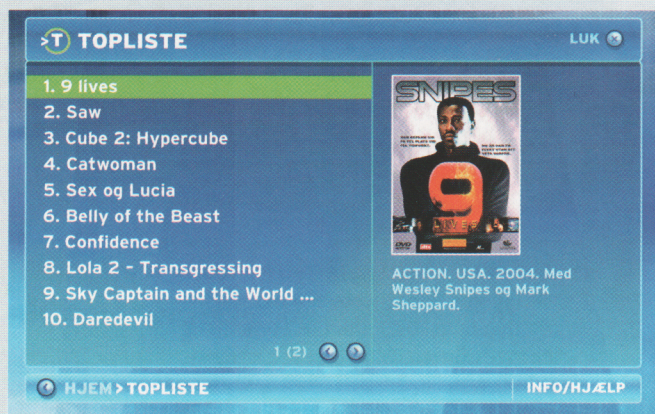 >T TOPLISTE
LUK
1. 9 lives
2. Saw
3. Cube 2: Hypercube
4. Catwoman
5. Sex og Lucia
6. Belly of the Beast
7. Confidence
8. Lola 2 - Transgressing
9. Sky Captain and the World ...
10. Daredevil
1 (2)
SNIPES
9
LIVES
DVD
ACTION. USA. 2004. Med
Wesley Snipes og Mark
Sheppard.
HJEM>TOPLISTE
INFO/HJÆLP